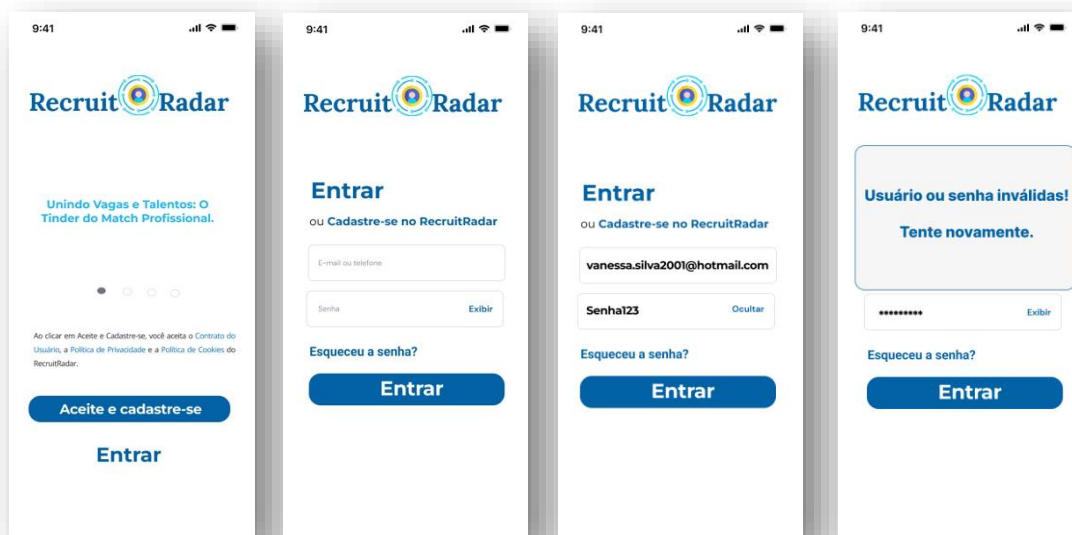 9:41
Recruit Radar
Unindo Vagas e Talentos: O
Tinder do Match Profissional.
Ao clicar em Aceite e Cadastre-se, você aceita o Contrato do
Usuário, a Política de Privacidade e a Política de Cookies do
RecruitRadar.
Aceite e cadastre-se
Entrar
9:41
Recruit Radar
Entrar
ou Cadastre-se no RecruitRadar
E-mail ou telefone
Senha Exibir
Esqueceu a senha?
Entrar
9:41
Recruit Radar
Entrar
ou Cadastre-se no RecruitRadar
vanessa.silva2001@hotmail.com
Senha123 Ocultar
Esqueceu a senha?
Entrar
9:41
Recruit Radar
Usuário ou senha inválidas!
Tente novamente.
********* Exibir
Esqueceu a senha?
Entrar